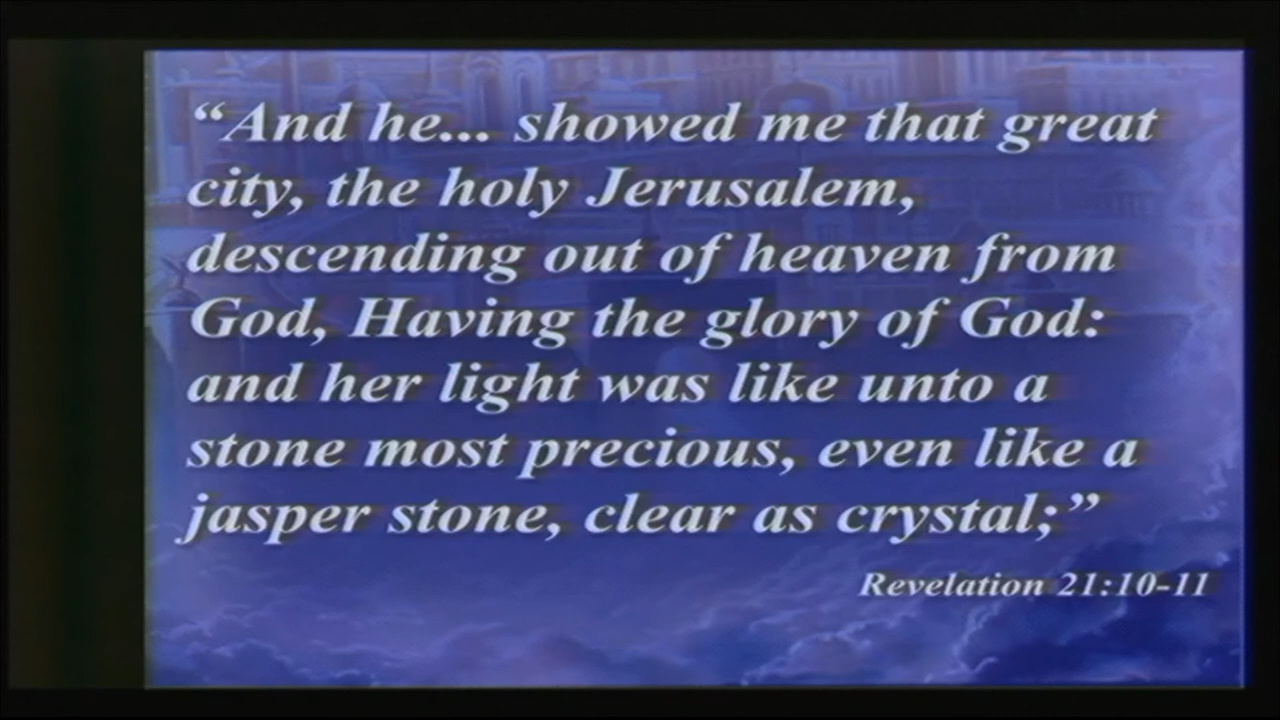 “And he... showed me that great
city, the holy Jerusalem,
descending out of heaven from
God, Having the glory of God:
and her light was like unto a
stone most precious, even like a
jasper stone, clear as crystal;”
Revelation 21:10-11